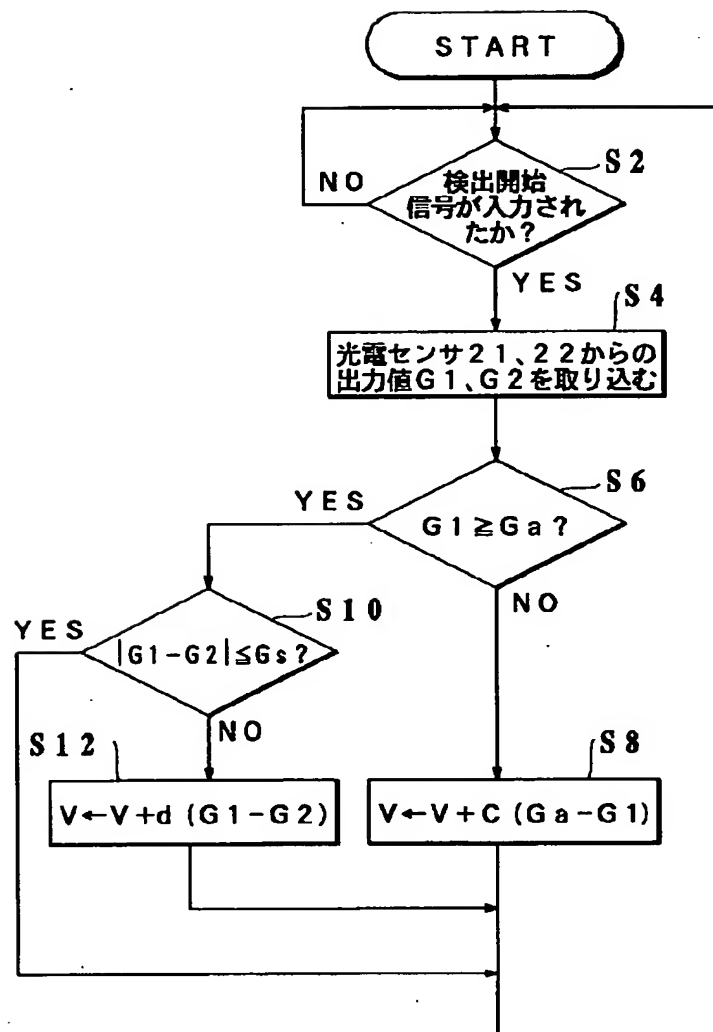 START
S2
検出開始
信号が入力され
たか?
NO
YES
S4
光電センサ21、22からの
出力値G1、G2を取り込む
S6
G1≧Ga?
YES
NO
S10
|G1-G2|≦Gs?
YES
NO
S12
V←V+d(G1-G2)
S8
V←V+C(Ga-G1)